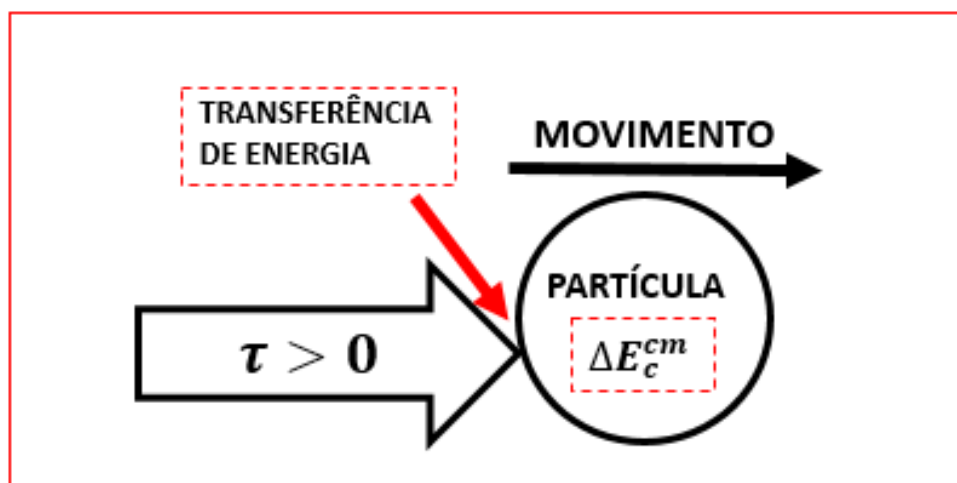 TRANSFERÊNCIA
DE ENERGIA
MOVIMENTO
PARTÍCULA
τ > 0
ΔE_c^{cm}